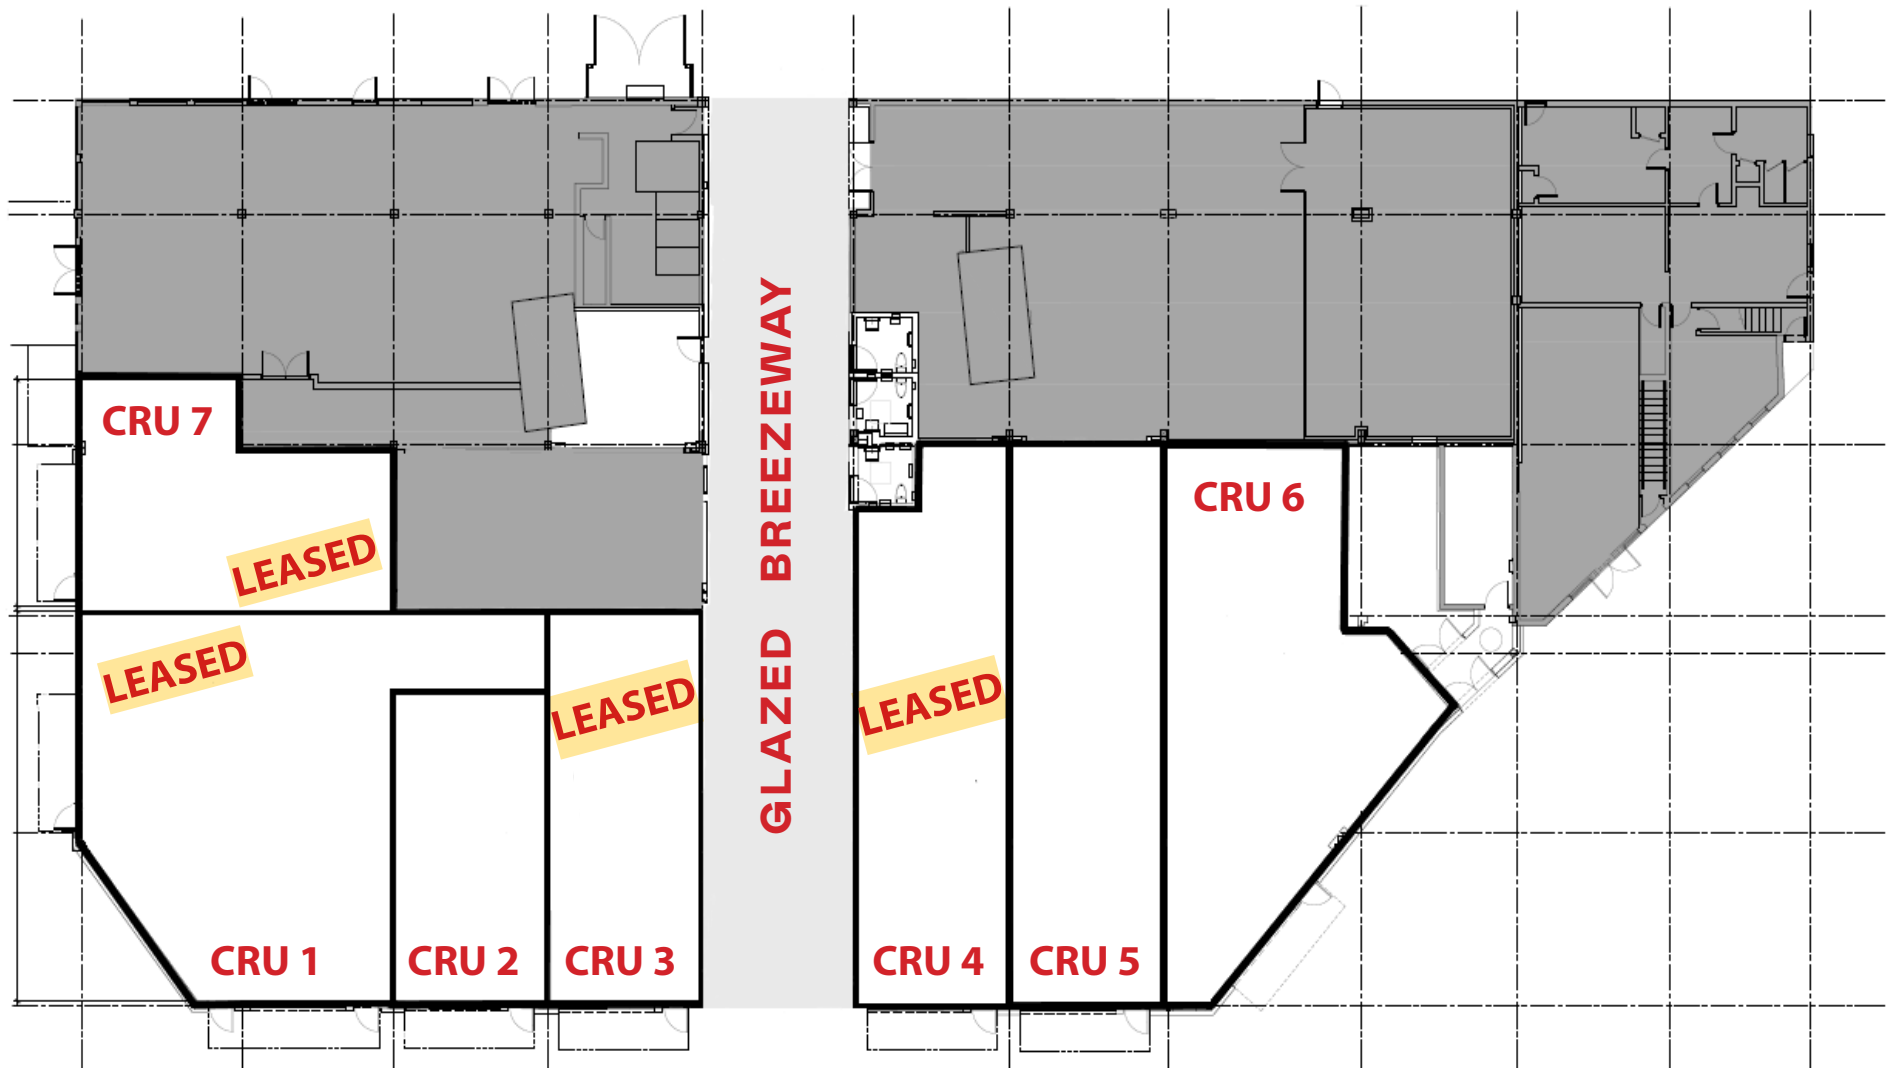 CRU 7
LEASED
LEASED
LEASED
CRU 1
CRU 2
CRU 3
GLAZED BREEZEWAY
CRU 6
LEASED
CRU 4
CRU 5